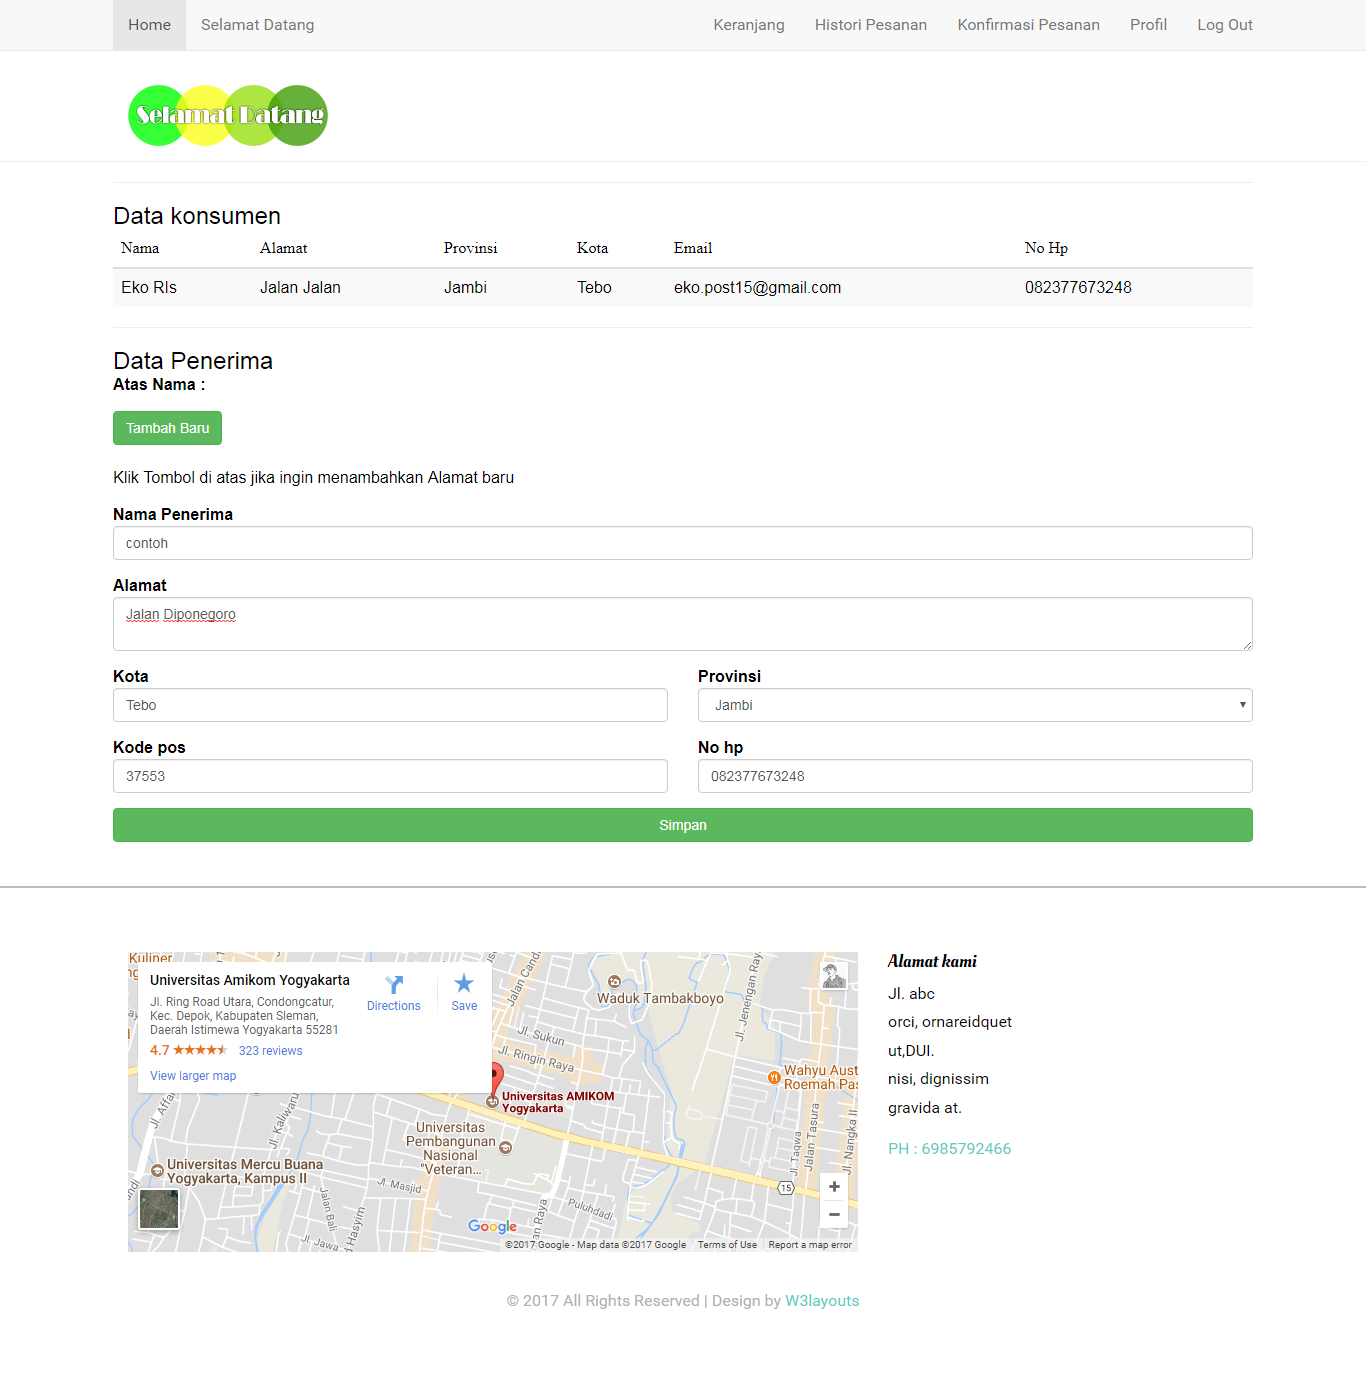 Home Selamat Datang Keranjang Histori Pesanan Konfirmasi Pesanan Profil Log Out
Selamat Datang
Data konsumen
Nama Alamat Provinsi Kota Email No Hp
Eko Rls Jalan Jalan Jambi Tebo eko.post15@gmail.com 082377673248
Data Penerima
Atas Nama :
Tambah Baru
Klik Tombol di atas jika ingin menambahkan Alamat baru
Nama Penerima
contoh
Alamat
Jalan Diponegoro
Kota Provinsi
Tebo Jambi
Kode pos No hp
37553 082377673248
Simpan
Kuliner
Universitas Amikom Yogyakarta
Jl. Ring Road Utara, Condongcatur,
Kec. Depok, Kabupaten Sleman,
Daerah Istimewa Yogyakarta 55281
4.7 323 reviews
View larger map
Directions
Save
Jalan Cand
Waduk Tambakboyo
Jl. Jenengan Raya
Jl. Sukun
Jl. Ringin Raya
Wahyu Aust
Roemah Pas
Universitas AMIKOM
Yogyakarta
Jl. Affa
Jl. Kaliwaru
Universitas
Pembangunan
Nasional
"Veteran...
Jl. Taqwa
Jalan Tasura
Jl. Nangka II
Universitas Mercu Buana
Yogyakarta, Kampus II
Jl. Masjid
Jalan Bali
d Hasyim
Jl. Jawa
Puluhdadi
an Raya
15
+
−
Google
©2017 Google - Map data ©2017 Google Terms of Use Report a map error
Alamat kami
Jl. abc
orci, ornareidquet
ut,DUI.
nisi, dignissim
gravida at.
PH : 6985792466
© 2017 All Rights Reserved | Design by W3layouts